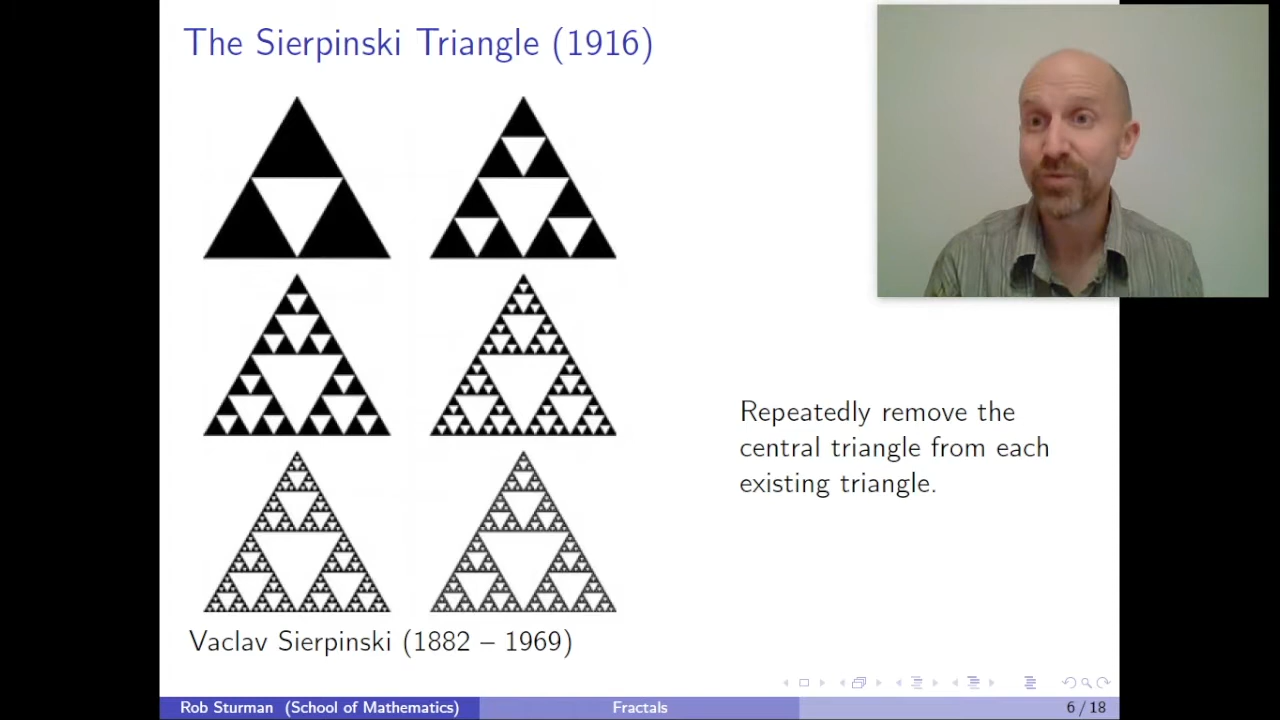 The Sierpinski Triangle (1916)
Repeatedly remove the
central triangle from each
existing triangle.
Vaclav Sierpinski (1882 – 1969)
Rob Sturman (School of Mathematics)
Fractals
6 / 18